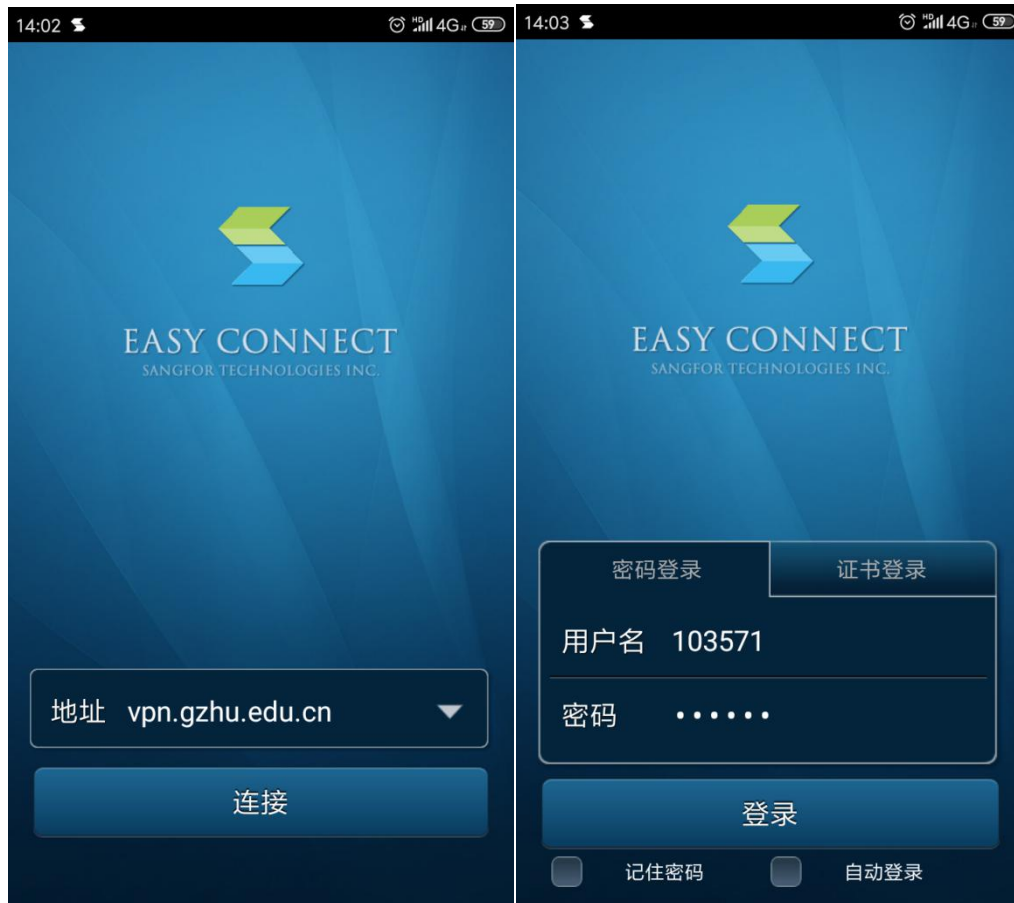 14:02
HD 4G 59
EASY CONNECT
SANGFOR TECHNOLOGIES INC.
地址 vpn.gzhu.edu.cn
连接
14:03
HD 4G 59
EASY CONNECT
SANGFOR TECHNOLOGIES INC.
密码登录 证书登录
用户名 103571
密码 ••••••
登录
记住密码 自动登录